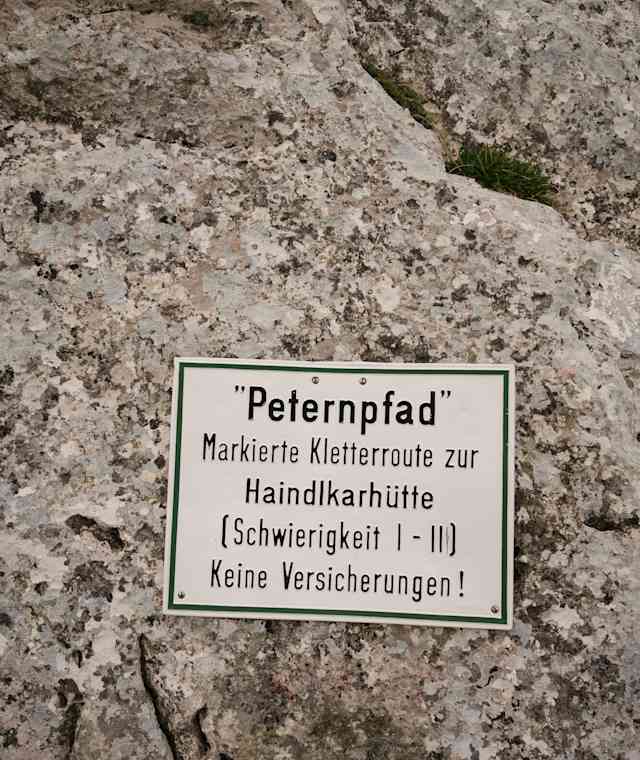 "Peternpfad"
Markierte Kletterroute zur
Haindlkarhütte
(Schwierigkeit I - II)
Keine Versicherungen!